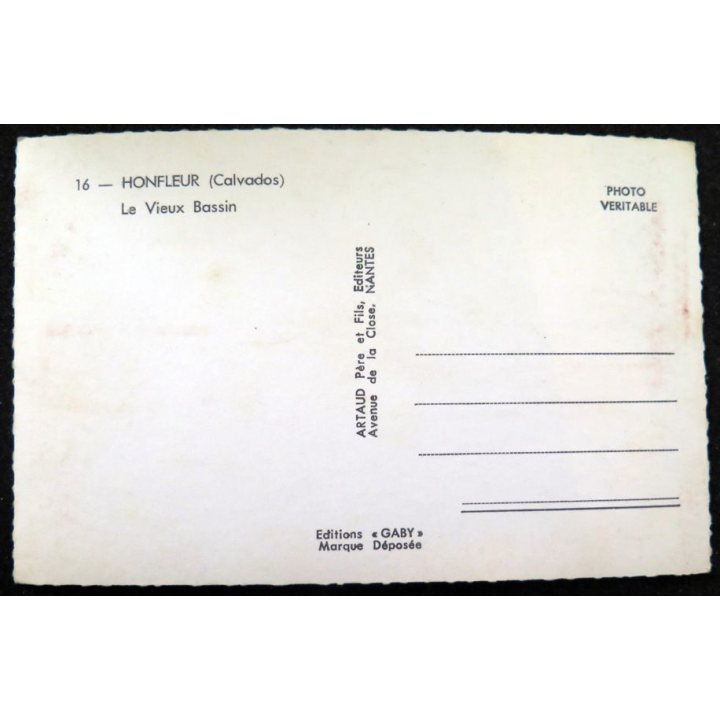 16 — HONFLEUR (Calvados)
Le Vieux Bassin
PHOTO
VERITABLE
ARTAUD Père et Fils, Editeurs
Avenue de la Close, NANTES
Editions « GABY »
Marque Déposée